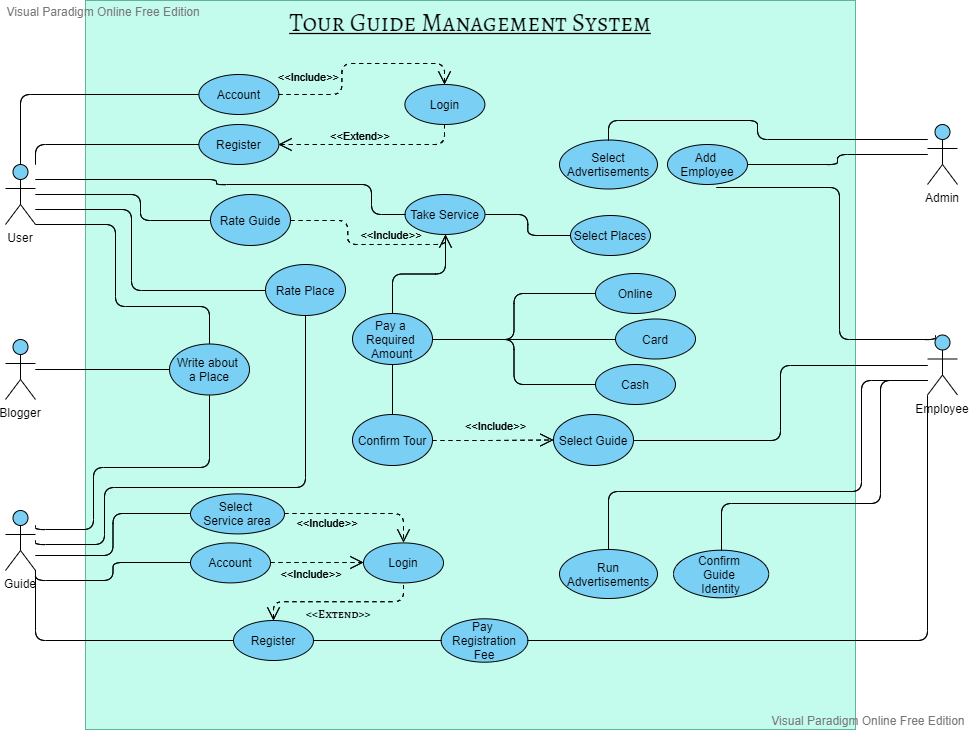 Visual Paradigm Online Free Edition
Tour Guide Management System
<<Include>>
Account
Login
Register
<<Extend>>
Select
Advertisements
Add
Employee
Admin
User
Rate Guide
<<Include>>
Take Service
Select Places
Rate Place
Online
Pay a
Required
Amount
Card
Write about
a Place
Cash
Blogger
Employee
Confirm Tour
<<Include>>
Select Guide
Select
Service area
<<Include>>
Guide
Account
<<Include>>
Login
Run
Advertisements
Confirm
Guide
Identity
<<Extend>>
Register
Pay
Registration
Fee
Visual Paradigm Online Free Edition